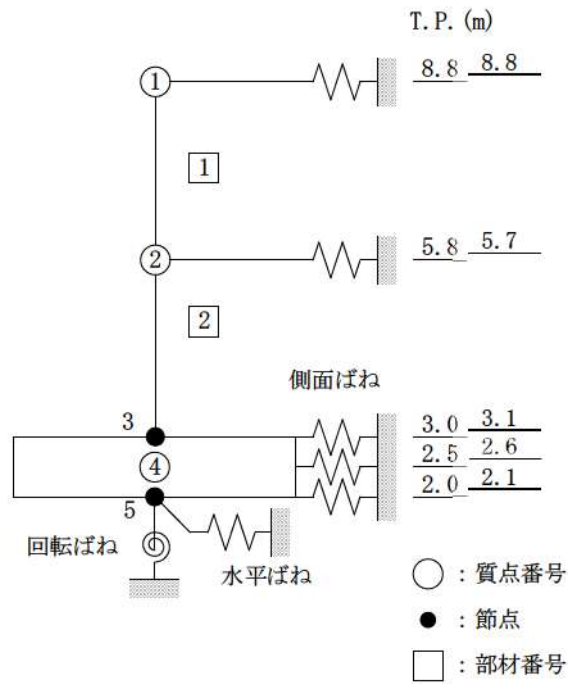 T.P.(m)
① 8.8 8.8
1
② 5.8 5.7
2
側面ばね
3 3.0 3.1
④ 2.5 2.6
5 2.0 2.1
回転ばね
水平ばね
○ : 質点番号
● : 節点
□ : 部材番号